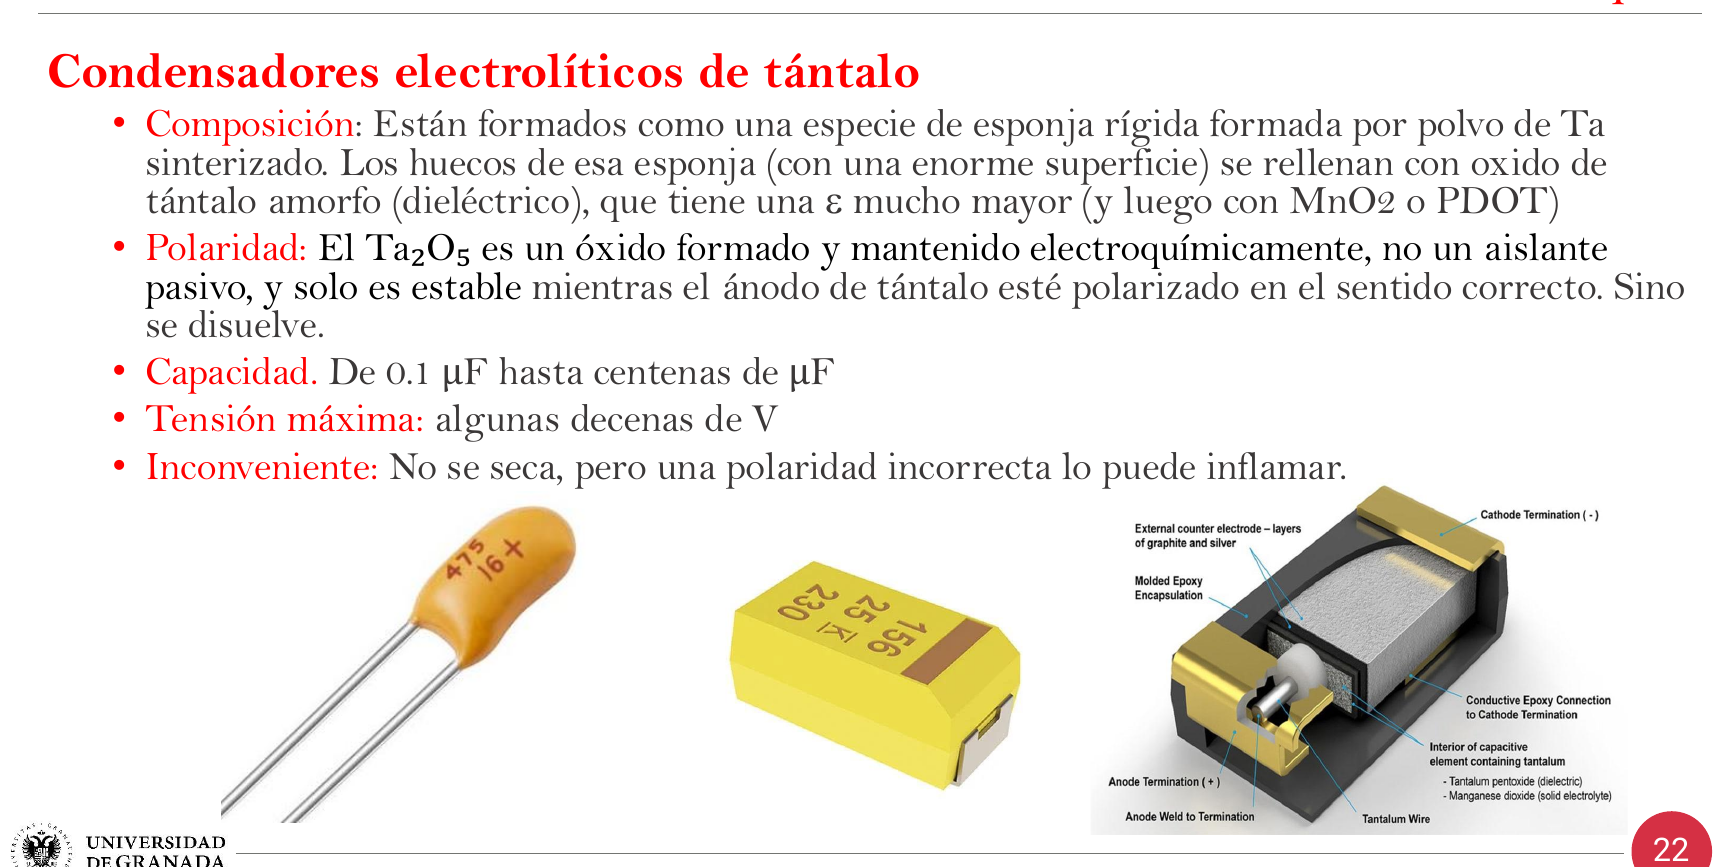 Condensadores electrolíticos de tántalo
• Composición: Están formados como una especie de esponja rígida formada por polvo de Ta
sinterizado. Los huecos de esa esponja (con una enorme superficie) se rellenan con oxido de
tántalo amorfo (dieléctrico), que tiene una ε mucho mayor (y luego con MnO2 o PDOT)
• Polaridad: El Ta₂O₅ es un óxido formado y mantenido electroquímicamente, no un aislante
pasivo, y solo es estable mientras el ánodo de tántalo esté polarizado en el sentido correcto. Sino
se disuelve.
• Capacidad. De 0.1 µF hasta centenas de µF
• Tensión máxima: algunas decenas de V
• Inconveniente: No se seca, pero una polaridad incorrecta lo puede inflamar.
475
16 +
156
25 K
22
230
Cathode Termination ( - )
External counter electrode – layers
of graphite and silver
Molded Epoxy
Encapsulation
Conductive Epoxy Connection
to Cathode Termination
Interior of capacitive
element containing tantalum
- Tantalum pentoxide (dielectric)
- Manganese dioxide (solid electrolyte)
Anode Termination ( + )
Anode Weld to Termination
Tantalum Wire
UNIVERSIDAD
DE GRANADA
22